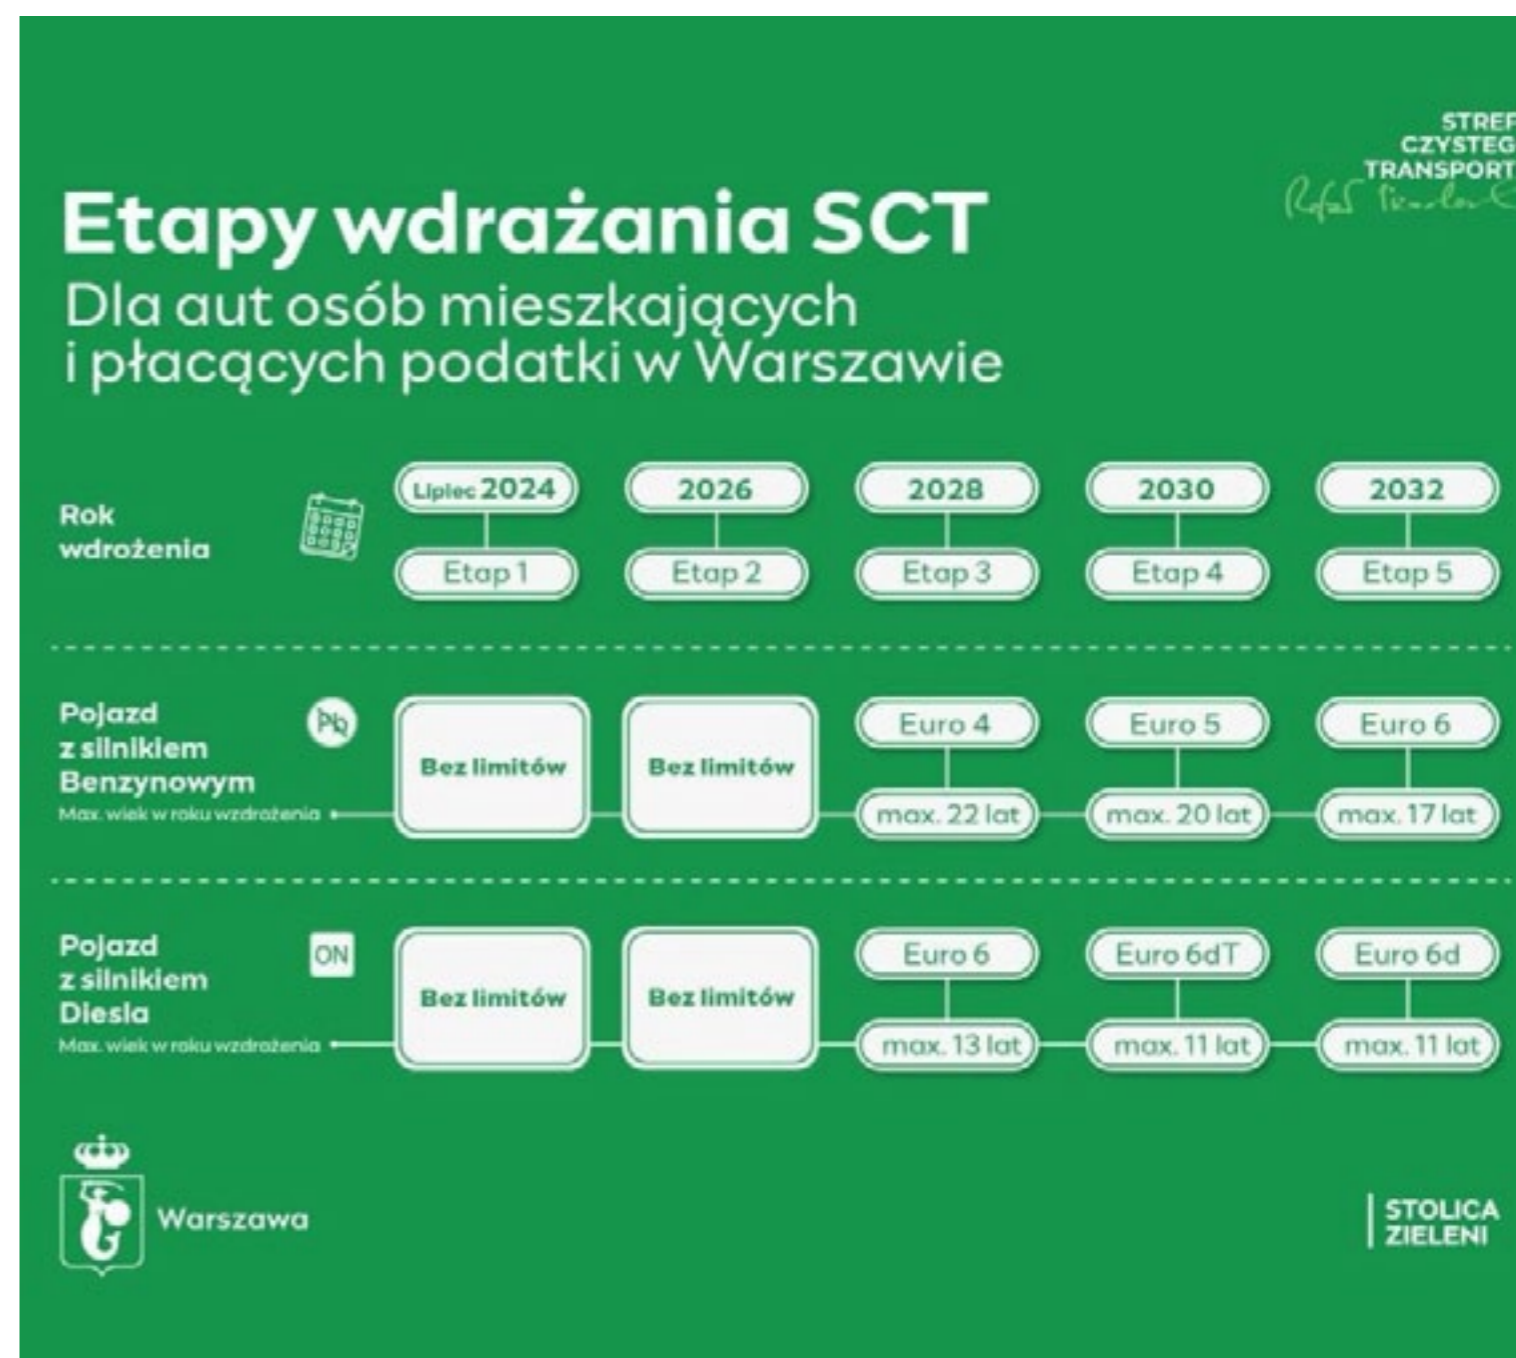 STREF
CZYSTEG
TRANSPORT
Etapy wdrażania SCT
Dla aut osób mieszkających
i płacących podatki w Warszawie
Rok
wdrożenia
Lipiec 2024
2026
2028
2030
2032
Etap 1
Etap 2
Etap 3
Etap 4
Etap 5
Pojazd
z silnikiem
Benzynowym
Max. wiek w roku wzdrożenia
Pb
Bez limitów
Bez limitów
Euro 4
Euro 5
Euro 6
max. 22 lat
max. 20 lat
max. 17 lat
Pojazd
z silnikiem
Diesla
Max. wiek w roku wzdrożenia
ON
Bez limitów
Bez limitów
Euro 6
Euro 6dT
Euro 6d
max. 13 lat
max. 11 lat
max. 11 lat
Warszawa
STOLICA
ZIELENI